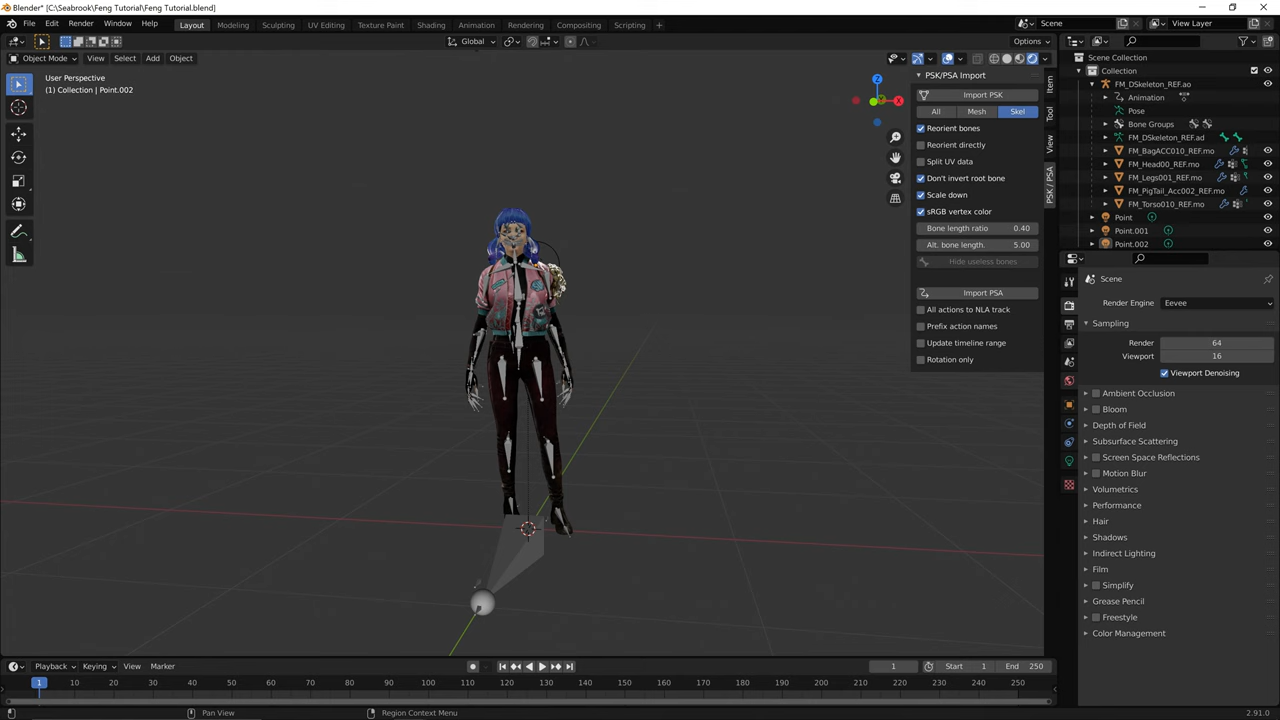 Blender* [C:\Seabrook\Feng Tutorial\Feng Tutorial.blend]
File Edit Render Window Help Layout Modeling Sculpting UV Editing Texture Paint Shading Animation Rendering Compositing Scripting Scene View Layer
Global Options
Object Mode View Select Add Object
User Perspective
(1) Collection | Point.002
Z
X
PSK/PSA Import
Import PSK
All Mesh Skel
Reorient bones
Reorient directly
Split UV data
Don't invert root bone
Scale down
sRGB vertex color
Bone length ratio 0.40
Alt. bone length. 5.00
Hide useless bones
Import PSA
All actions to NLA track
Prefix action names
Update timeline range
Rotation only
Item
Tool
View
PSK / PSA
Scene Collection
Collection
FM_DSkeleton_REF.ao
Animation
Pose
Bone Groups
FM_DSkeleton_REF.ad
FM_BagACC010_REF.mo
FM_Head00_REF.mo
FM_Legs001_REF.mo
FM_PigTail_Acc002_REF.mo
FM_Torso010_REF.mo
Point
Point.001
Point.002
Scene
Render Engine Eevee
Sampling
Render 64
Viewport 16
Viewport Denoising
Ambient Occlusion
Bloom
Depth of Field
Subsurface Scattering
Screen Space Reflections
Motion Blur
Volumetrics
Performance
Hair
Shadows
Indirect Lighting
Film
Simplify
Grease Pencil
Freestyle
Color Management
Playback Keying View Marker 1 Start 1 End 250
1 10 20 30 40 50 60 70 80 90 100 110 120 130 140 150 160 170 180 190 200 210 220 230 240 250
Pan View Region Context Menu 2.91.0